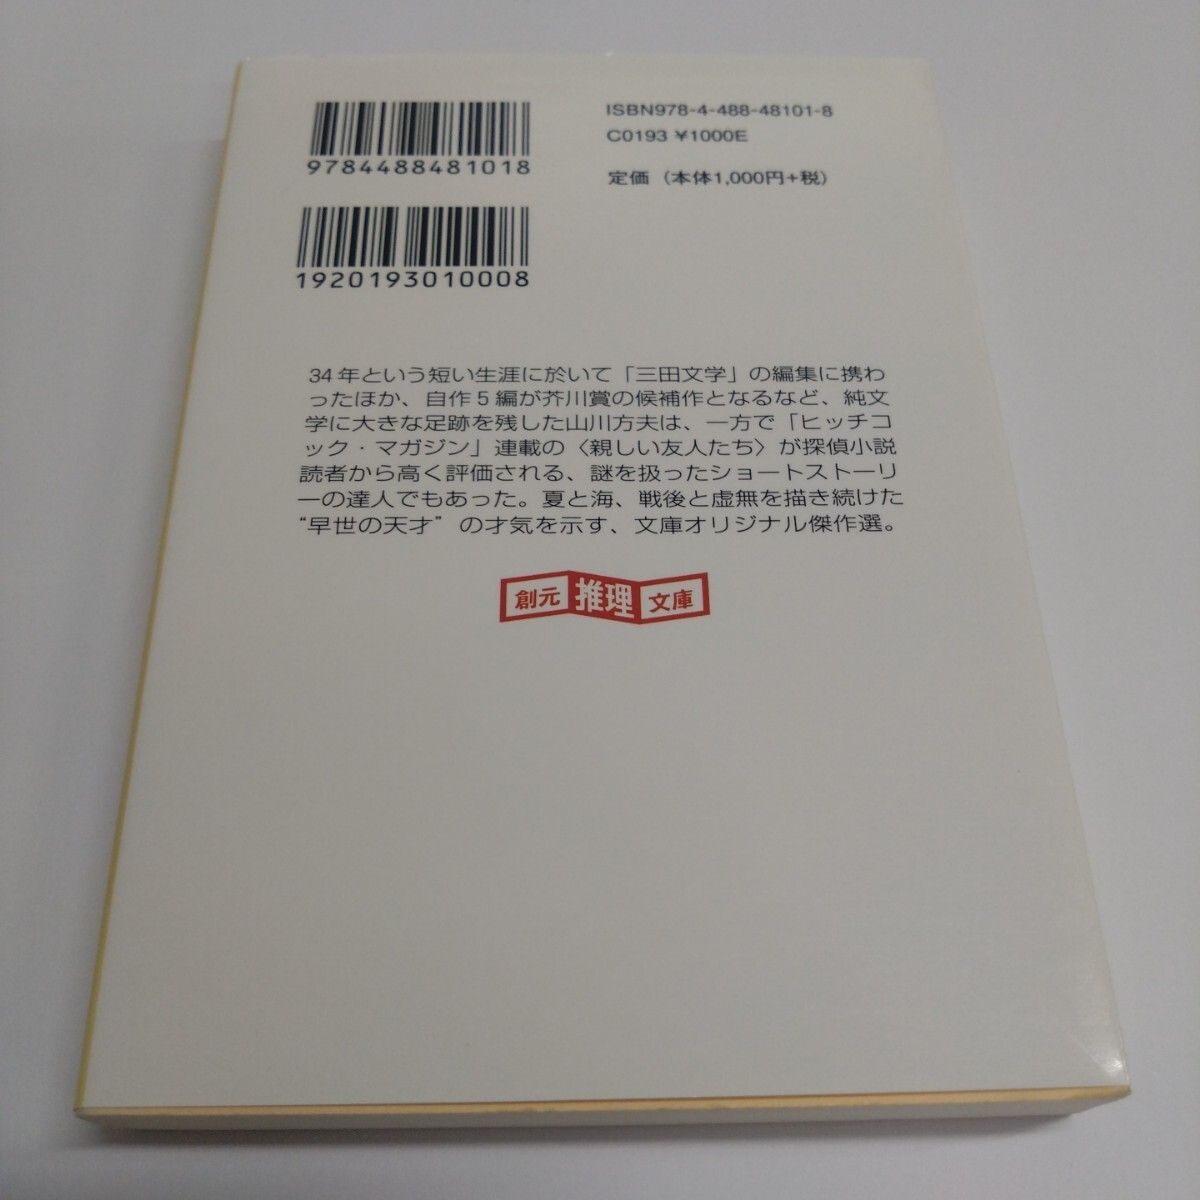 9784488481018
ISBN978-4-488-48101-8
C0193 ¥1000E
定価（本体1,000円+税）
1920193010008
34年という短い生涯に於いて「三田文学」の編集に携わ
ったほか、自作５編が芥川賞の候補作となるなど、純文
学に大きな足跡を残した山川方夫は、一方で「ヒッチコ
ック・マガジン」連載の〈親しい友人たち〉が探偵小説
読者から高く評価される、謎を扱ったショートストーリ
ーの達人でもあった。夏と海、戦後と虚無を描き続けた
“早世の天才”の才気を示す、文庫オリジナル傑作選。
創元推理文庫